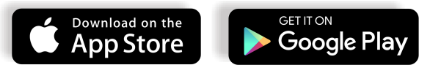 Download on the
App Store
GET IT ON
Google Play